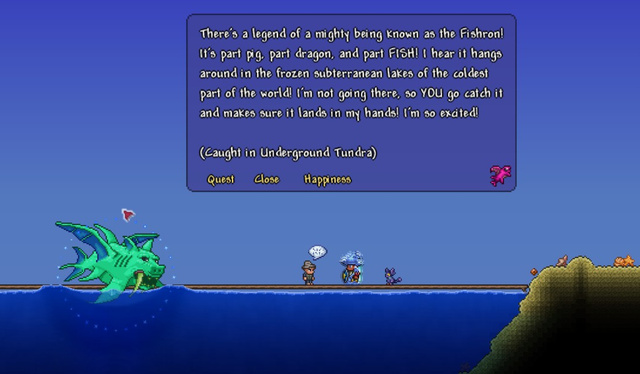 There's a legend of a mighty being known as the Fishron!
It's part pig, part dragon, and part FISH! I hear it hangs
around in the frozen subterranean lakes of the coldest
part of the world! I'm not going there, so YOU go catch it
and makes sure it lands in my hands! I'm so excited!
(Caught in Underground Tundra)
Quest Close Happiness